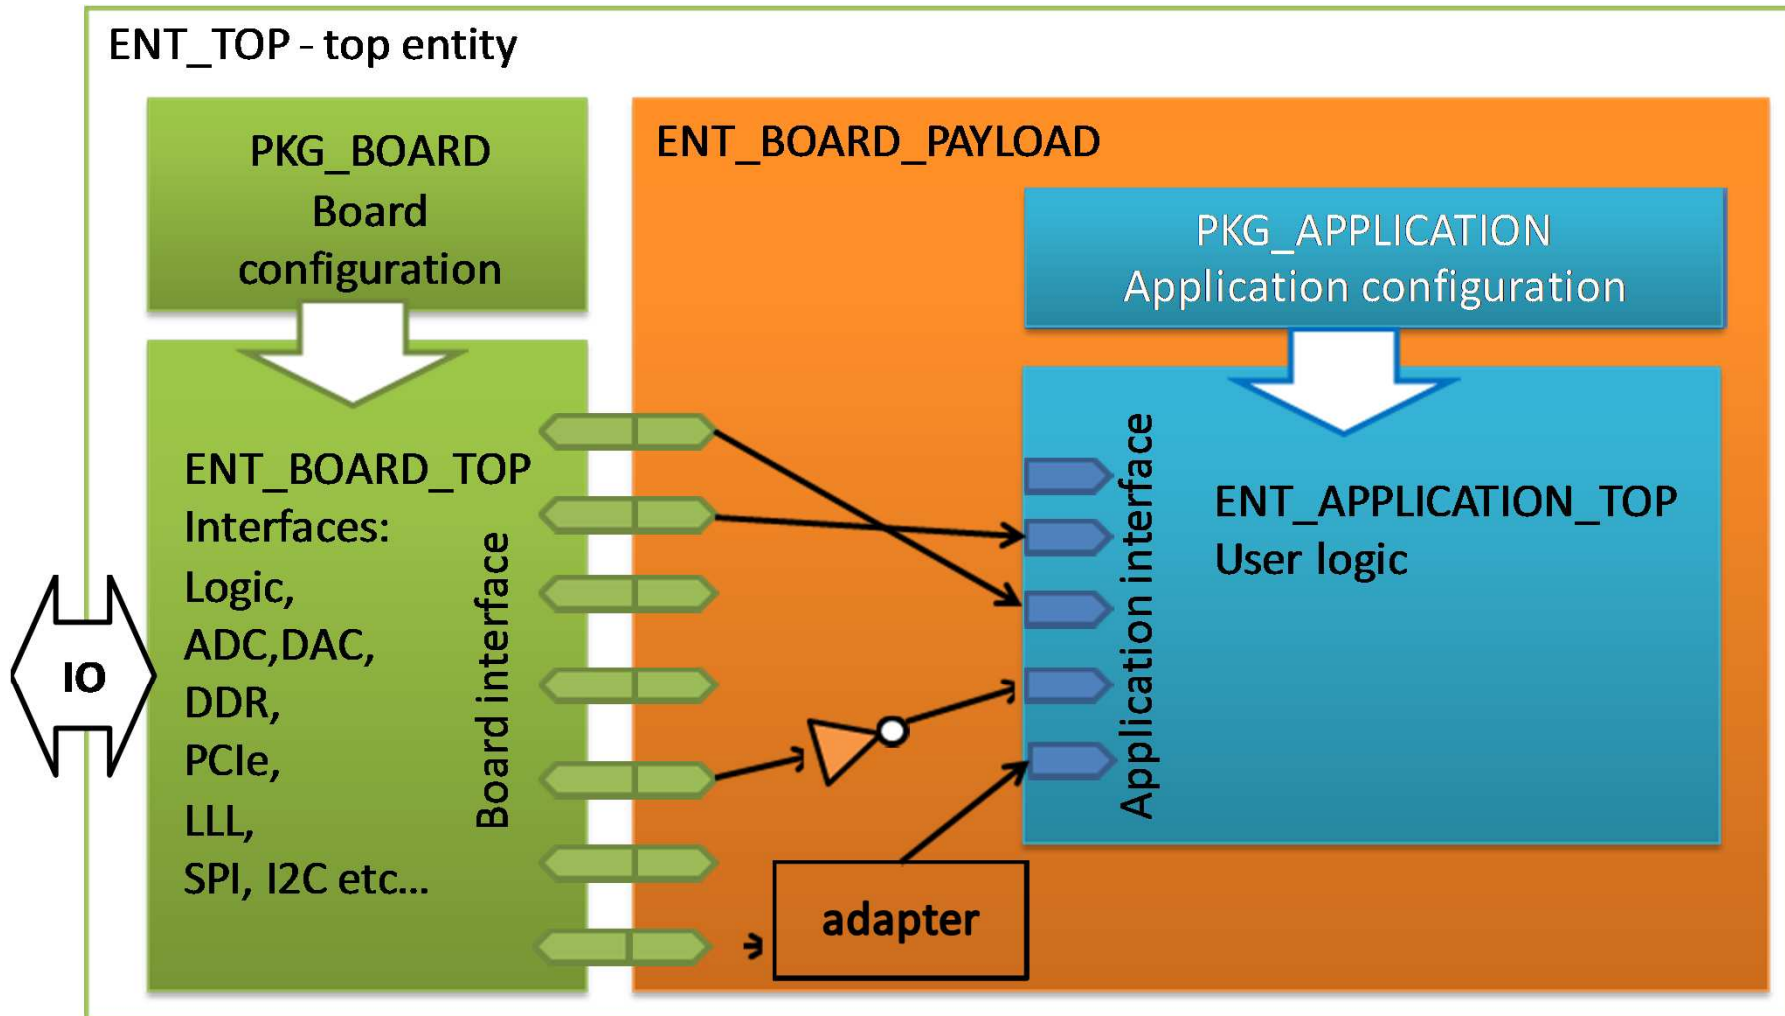 ENT_TOP - top entity
PKG_BOARD
Board
configuration
ENT_BOARD_PAYLOAD
PKG_APPLICATION
Application configuration
ENT_BOARD_TOP
Interfaces:
Logic,
ADC,DAC,
DDR,
PCIe,
LLL,
SPI, I2C etc...
Board interface
IO
Application interface
ENT_APPLICATION_TOP
User logic
adapter